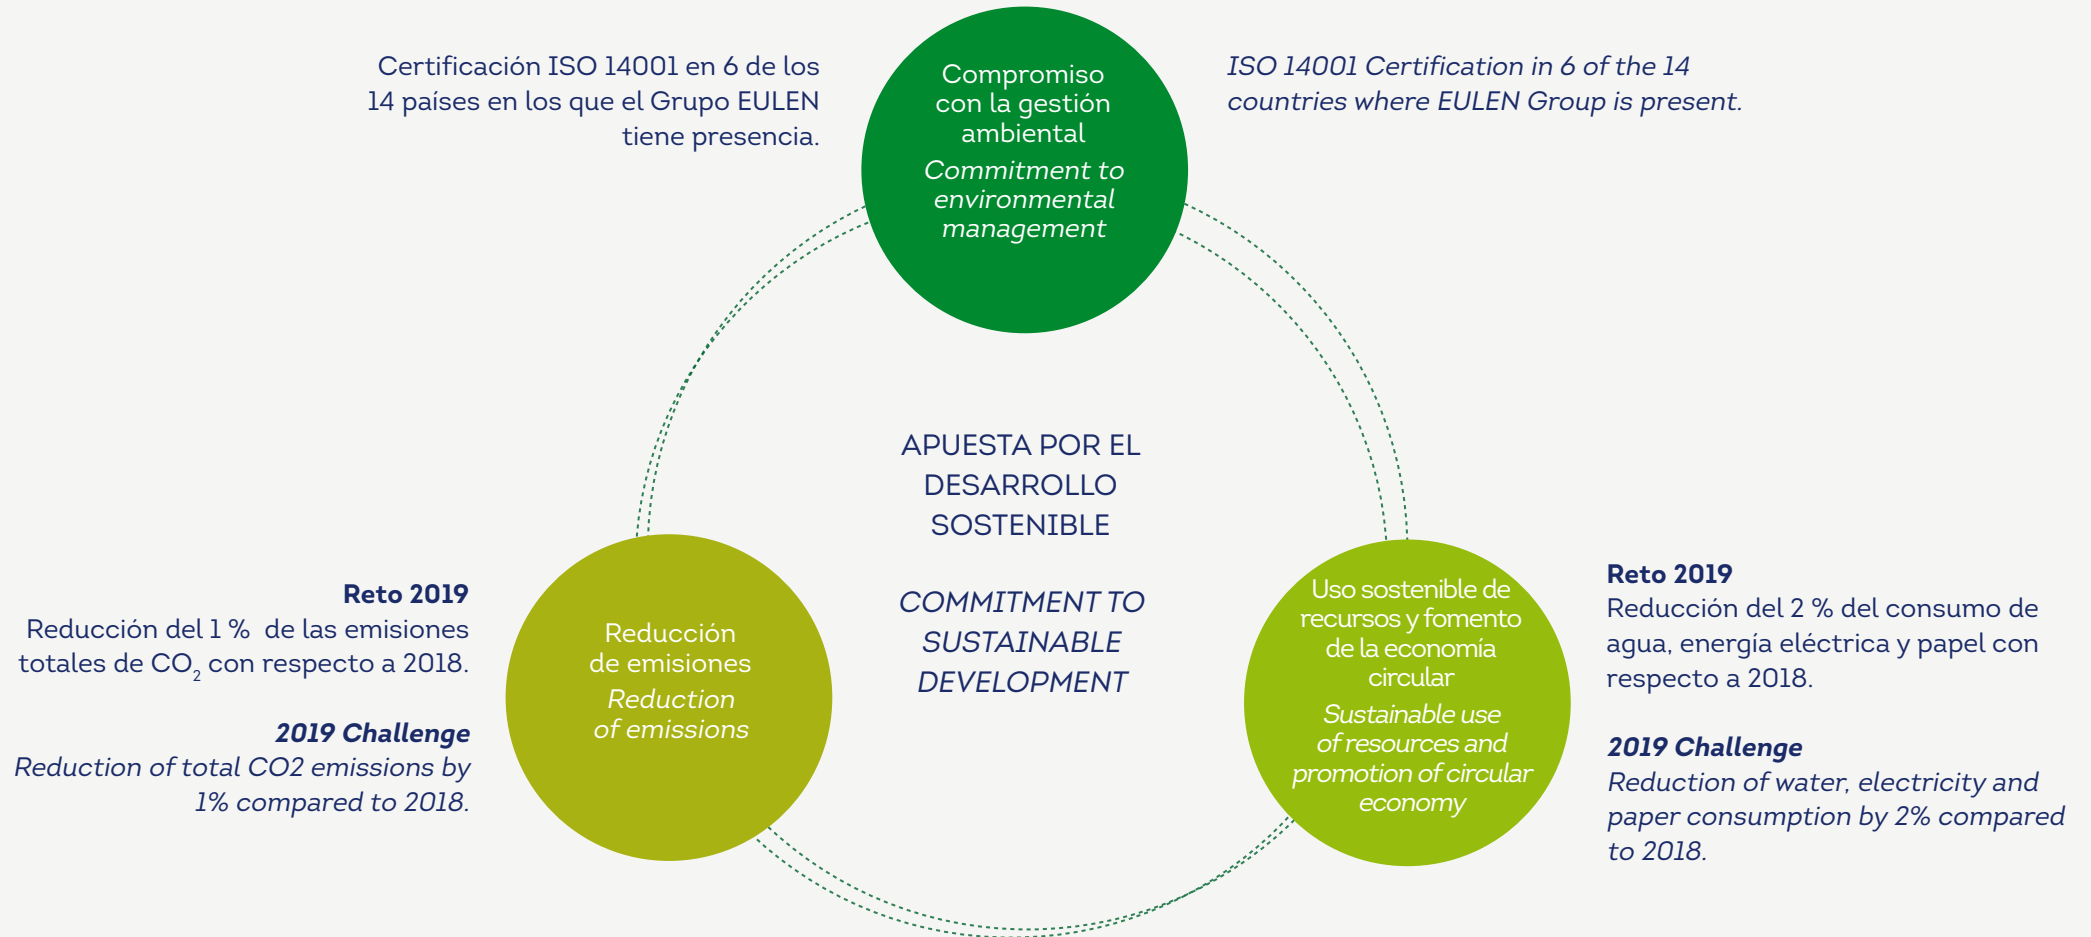 Certificación ISO 14001 en 6 de los
14 países en los que el Grupo EULEN
tiene presencia.
Compromiso
con la gestión
ambiental
Commitment to
environmental
management
ISO 14001 Certification in 6 of the 14
countries where EULEN Group is present.
APUESTA POR EL
DESARROLLO
SOSTENIBLE
COMMITMENT TO
SUSTAINABLE
DEVELOPMENT
Reto 2019
Reducción del 1 % de las emisiones
totales de CO₂ con respecto a 2018.
2019 Challenge
Reduction of total CO2 emissions by
1% compared to 2018.
Reducción
de emisiones
Reduction
of emissions
Uso sostenible de
recursos y fomento
de la economía
circular
Sustainable use
of resources and
promotion of circular
economy
Reto 2019
Reducción del 2 % del consumo de
agua, energía eléctrica y papel con
respecto a 2018.
2019 Challenge
Reduction of water, electricity and
paper consumption by 2% compared
to 2018.